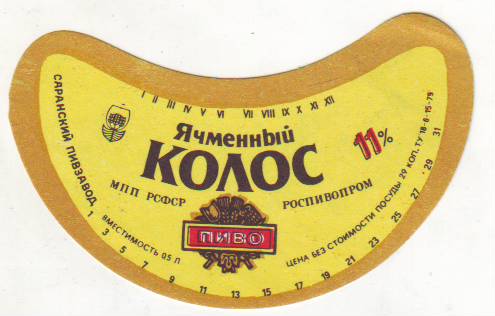 I II III IV V VI VII VIII IX X XI XII
Ячменный
КОЛОС
11%
МПП РСФСР
РОСПИВОПРОМ
ПИВО
САРАНСКИЙ ПИВЗАВОД
ВМЕСТИМОСТЬ 0,5 Л
ЦЕНА БЕЗ СТОИМОСТИ ПОСУДЫ 29 КОП. ТУ 18-6-15-79
1 3 5 7 9 11 13 15 17 19 21 23 25 27 29 31